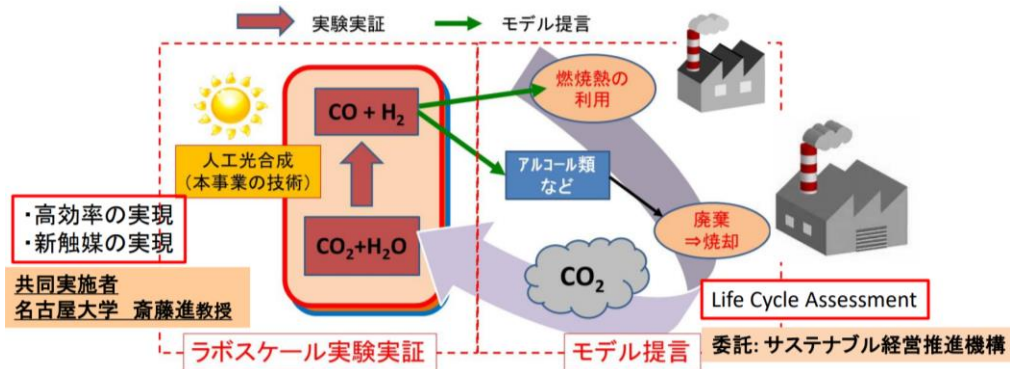 実験実証
モデル提言
CO + H₂
燃焼熱の
利用
人工光合成
(本事業の技術)
アルコール類
など
・高効率の実現
・新触媒の実現
CO₂+H₂O
廃棄
⇒焼却
CO₂
共同実施者
名古屋大学 斎藤進教授
Life Cycle Assessment
ラボスケール実験実証
モデル提言
委託: サステナブル経営推進機構